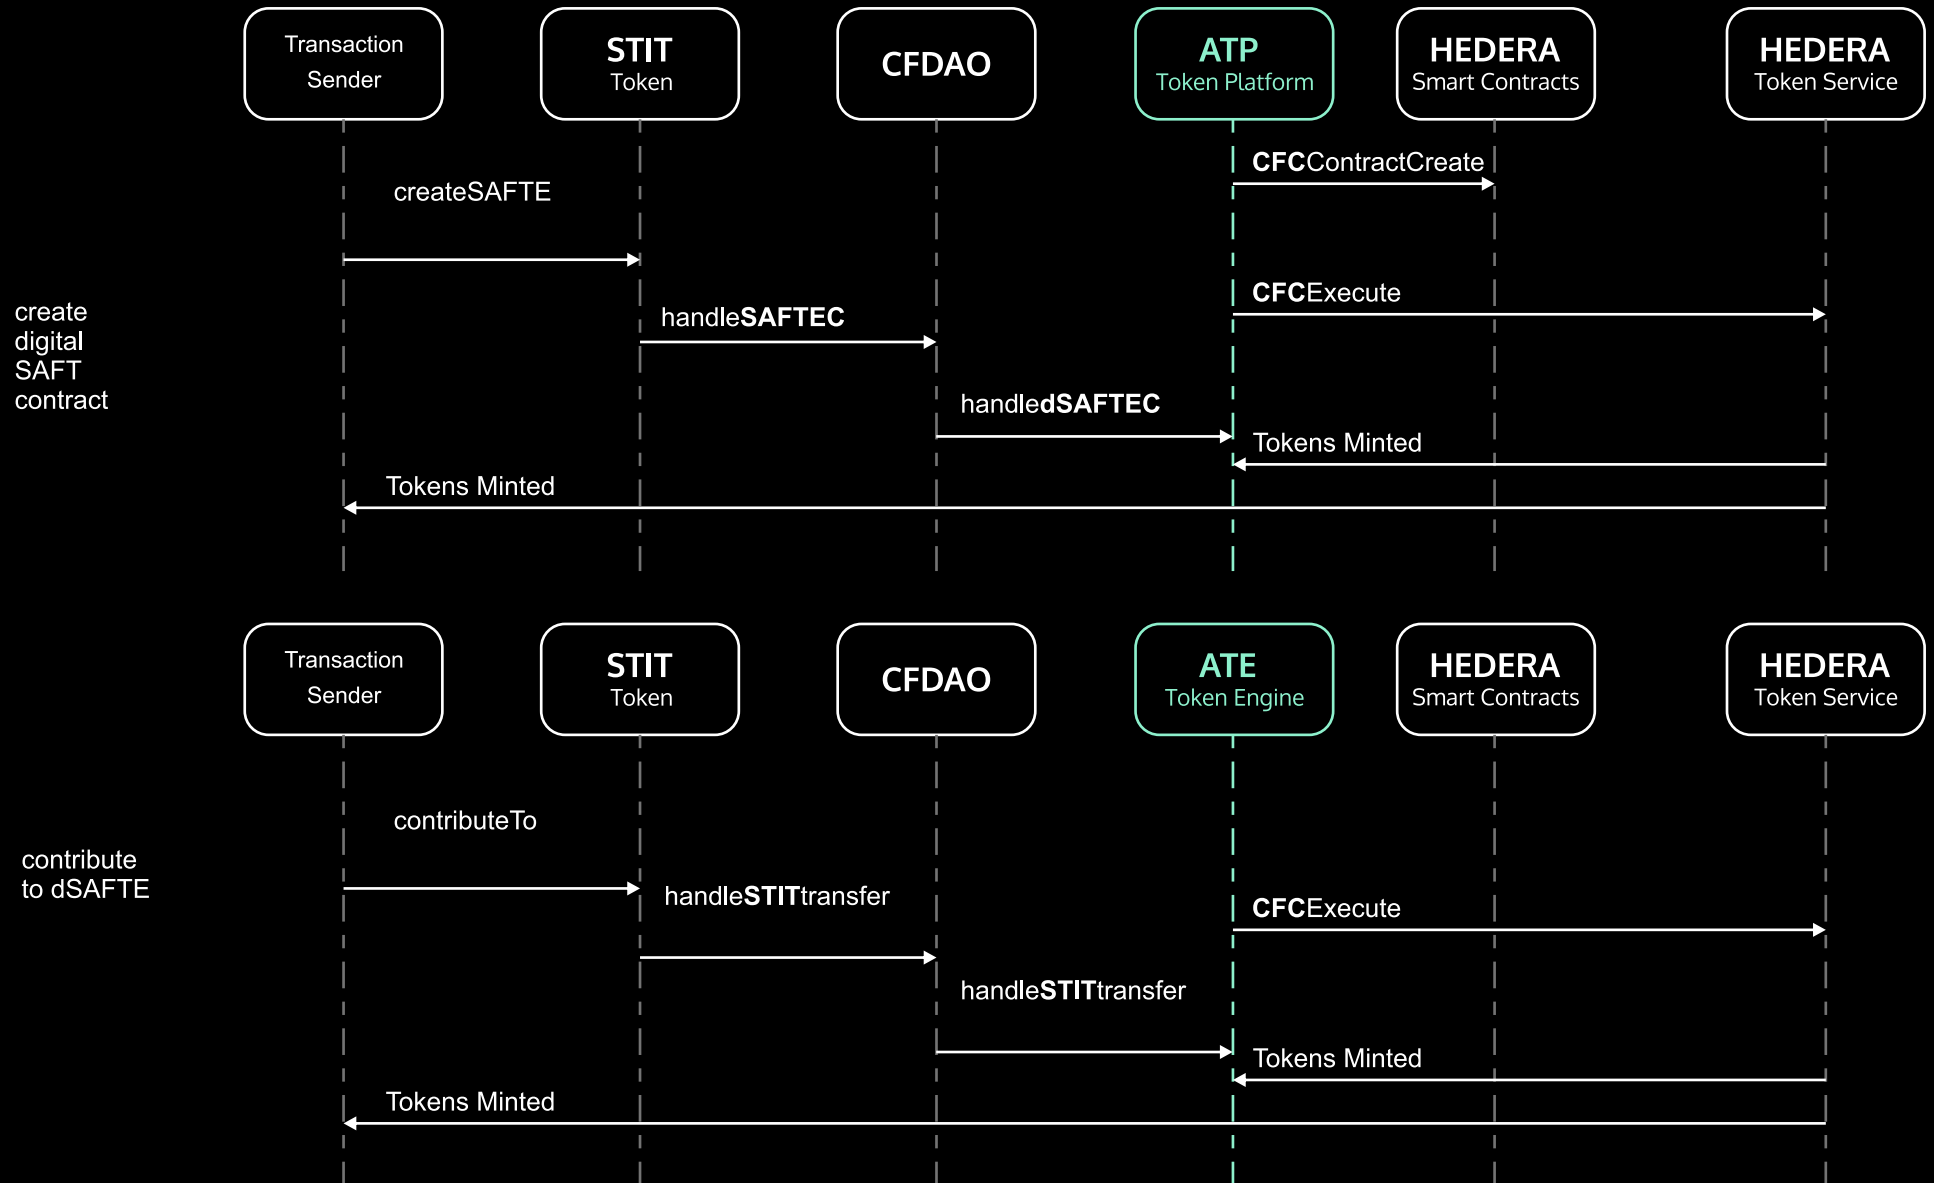 Transaction
Sender
STIT
Token
CFDAO
ATP
Token Platform
HEDERA
Smart Contracts
HEDERA
Token Service
CFCContractCreate
createSAFTE
CFCExecute
create
digital
SAFT
contract
handleSAFTEC
handledSAFTEC
Tokens Minted
Tokens Minted
Transaction
Sender
STIT
Token
CFDAO
ATE
Token Engine
HEDERA
Smart Contracts
HEDERA
Token Service
contributeTo
contribute
to dSAFTE
handleSTITtransfer
CFCExecute
handleSTITtransfer
Tokens Minted
Tokens Minted